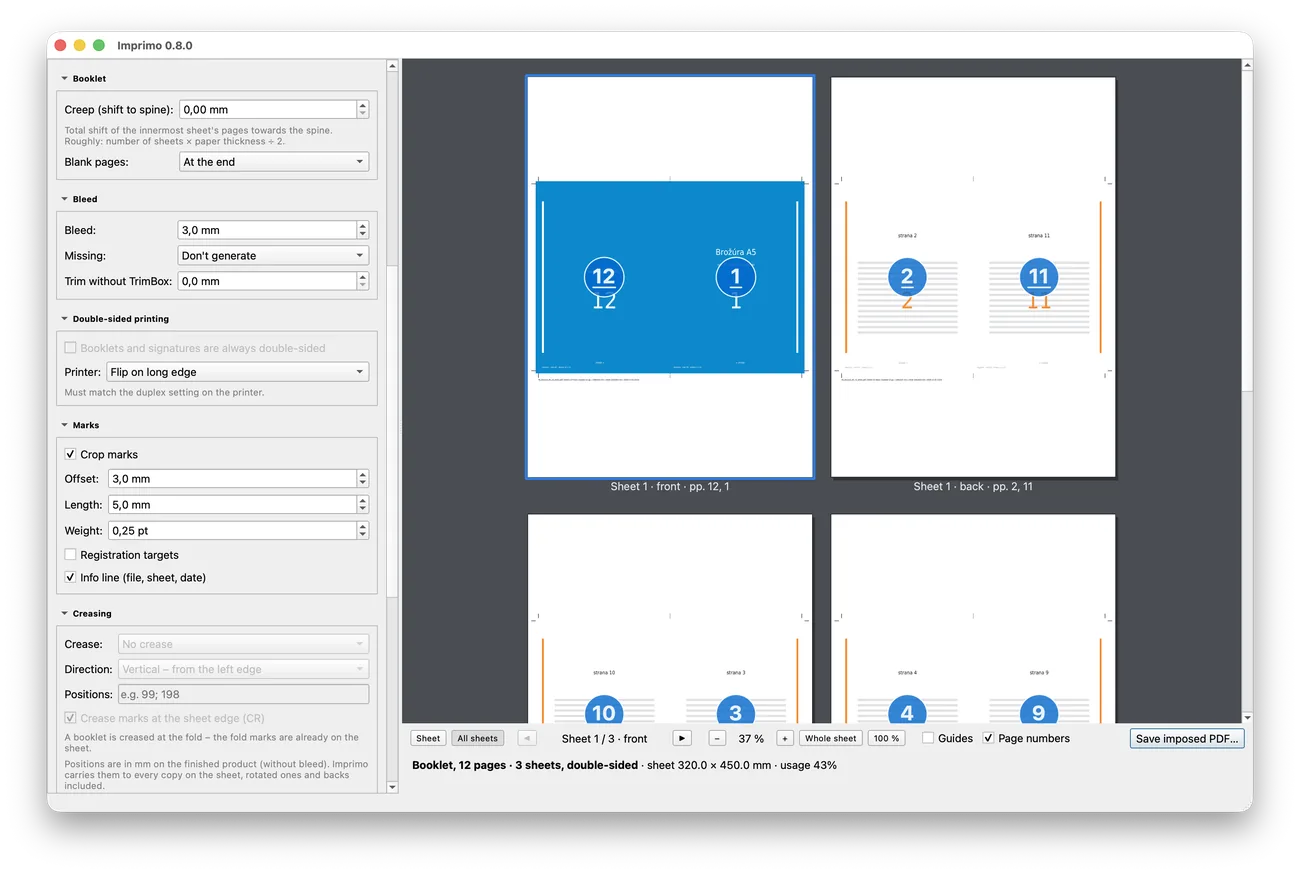 Imprimo 0.8.0
Booklet
Creep (shift to spine): 0,00 mm
Total shift of the innermost sheet's pages towards the spine.
Roughly: number of sheets × paper thickness ÷ 2.
Blank pages: At the end
Bleed
Bleed: 3,0 mm
Missing: Don't generate
Trim without TrimBox: 0,0 mm
Double-sided printing
Booklets and signatures are always double-sided
Printer: Flip on long edge
Must match the duplex setting on the printer.
Marks
Crop marks
Offset: 3,0 mm
Length: 5,0 mm
Weight: 0,25 pt
Registration targets
Info line (file, sheet, date)
Creasing
Crease: No crease
Direction: Vertical – from the left edge
Positions: e.g. 99; 198
Crease marks at the sheet edge (CR)
A booklet is creased at the fold – the fold marks are already on the
sheet.
Positions are in mm on the finished product (without bleed). Imprimo
carries them to every copy on the sheet, rotated ones and backs
included.
Brožúra A5
12 1
12 1
Sheet 1 · front · pp. 12, 1
strana 2 strana 11
2 11
2 11
Sheet 1 · back · pp. 2, 11
strana 10 strana 3
10 3
strana 4 strana 9
4 9
Sheet All sheets ◀ Sheet 1 / 3 · front ▶ − 37 % + Whole sheet 100 % Guides Page numbers Save imposed PDF...
Booklet, 12 pages · 3 sheets, double-sided · sheet 320.0 × 450.0 mm · usage 43%